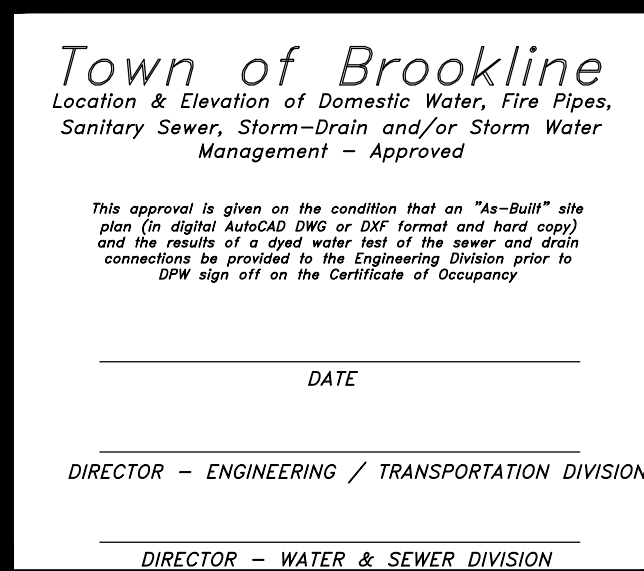 Town of Brookline
Location & Elevation of Domestic Water, Fire Pipes,
Sanitary Sewer, Storm-Drain and/or Storm Water
Management - Approved
This approval is given on the condition that an "As-Built" site
plan (in digital AutoCAD DWG or DXF format and hard copy)
and the results of a dyed water test of the sewer and drain
connections be provided to the Engineering Division prior to
DPW sign off on the Certificate of Occupancy
DATE
DIRECTOR - ENGINEERING / TRANSPORTATION DIVISION
DIRECTOR - WATER & SEWER DIVISION